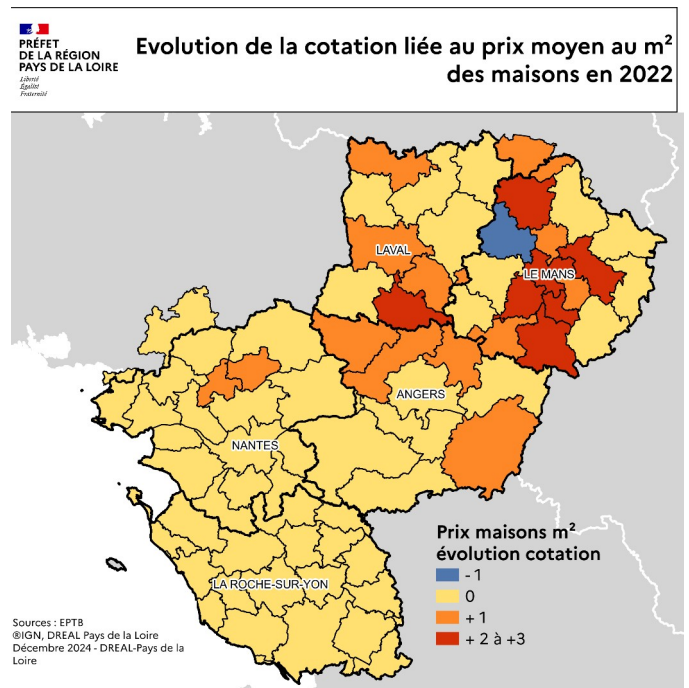 PRÉFET
DE LA RÉGION
PAYS DE LA LOIRE
Liberté
Égalité
Fraternité
Evolution de la cotation liée au prix moyen au m²
des maisons en 2022
LAVAL
LE MANS
ANGERS
NANTES
LA ROCHE-SUR-YON
Prix maisons m²
évolution cotation
- 1
0
+ 1
+ 2 à +3
Sources : EPTB
®IGN, DREAL Pays de la Loire
Décembre 2024 - DREAL-Pays de la
Loire